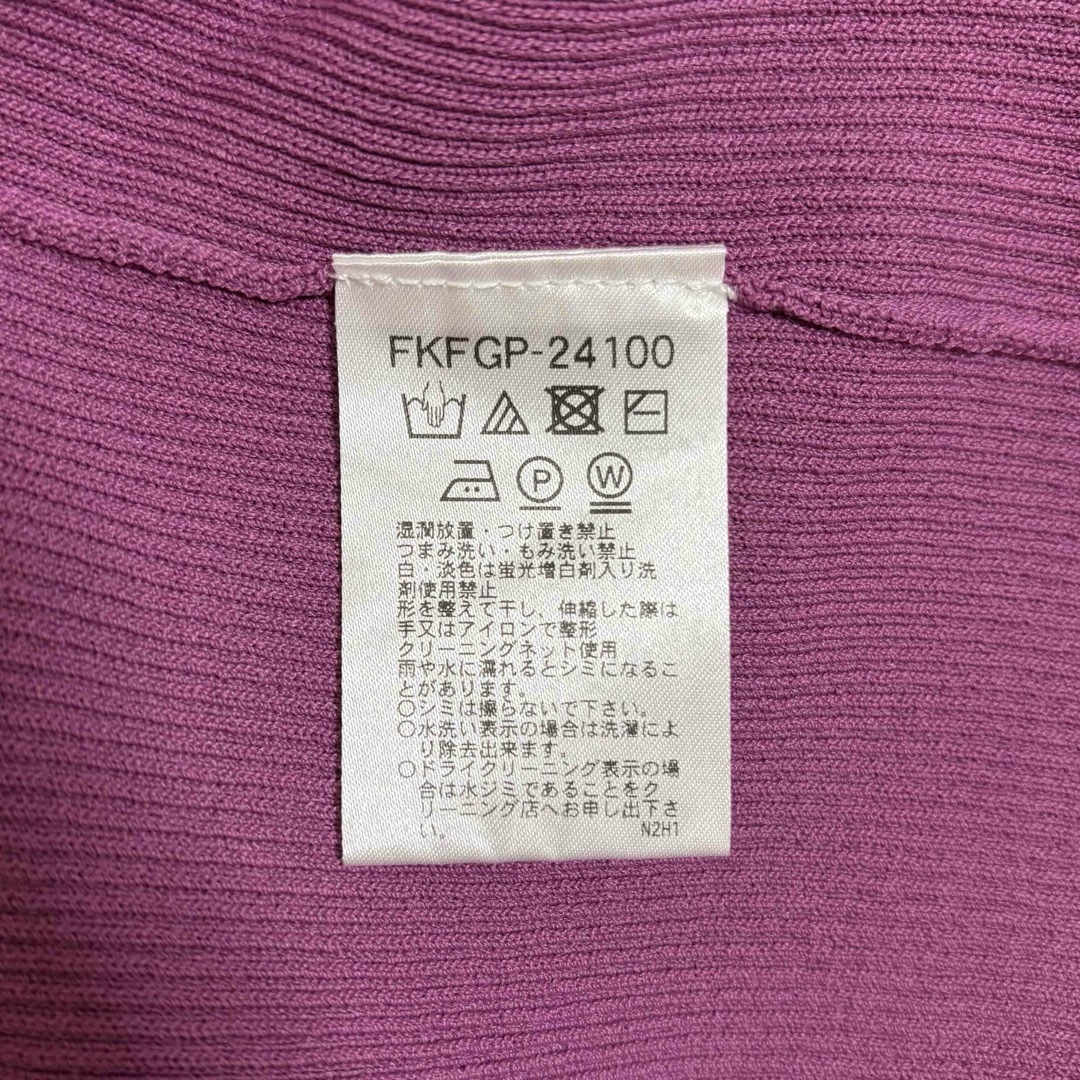 FKFGP-24100
P W
湿潤放置・つけ置き禁止
つまみ洗い・もみ洗い禁止
白・淡色は蛍光増白剤入り洗
剤使用禁止
形を整えて干し、伸縮した際は
手又はアイロンで整形
クリーニングネット使用
雨や水に濡れるとシミになるこ
とがあります。
○シミは擦らないで下さい。
○水洗い表示の場合は洗濯によ
り除去出来ます。
○ドライクリーニング表示の場
合は水ジミであることをク
リーニング店へお申し出下さ
い。 N2H1